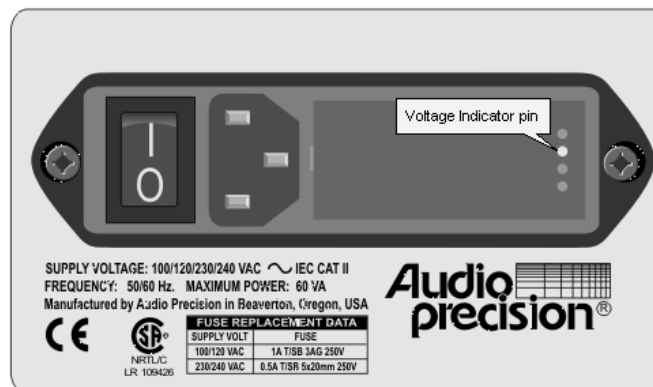 Voltage Indicator pin
SUPPLY VOLTAGE: 100/120/230/240 VAC IEC CAT II
FREQUENCY: 50/60 Hz. MAXIMUM POWER: 60 VA
Manufactured by Audio Precision in Beaverton, Oregon, USA
Audio
precision®
CE
SA®
NRTL/C
LR 109426
FUSE REPLACEMENT DATA
SUPPLY VOLT FUSE
100/120 VAC 1A T/SB 3AG 250V
230/240 VAC 0.5A T/SB 5x20mm 250V